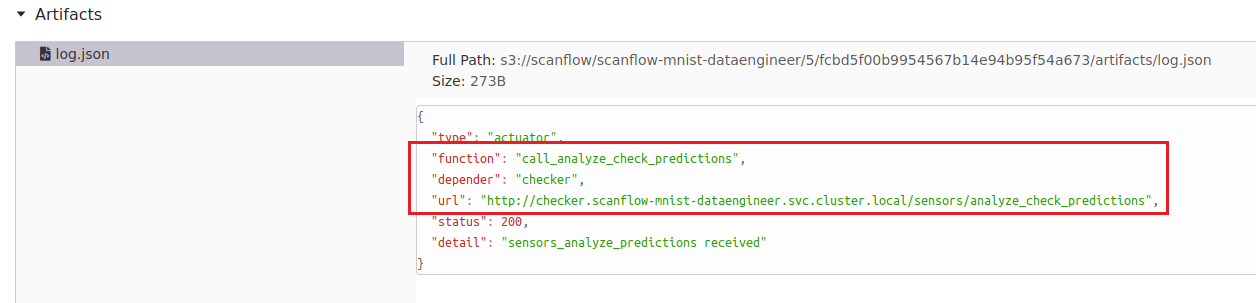 Artifacts
log.json
Full Path: s3://scanflow/scanflow-mnist-dataengineer/5/fcbd5f00b9954567b14e94b95f54a673/artifacts/log.json
Size: 273B
{
"type": "actuator",
"function": "call_analyze_check_predictions",
"depender": "checker",
"url": "http://checker.scanflow-mnist-dataengineer.svc.cluster.local/sensors/analyze_check_predictions",
"status": 200,
"detail": "sensors_analyze_predictions received"
}